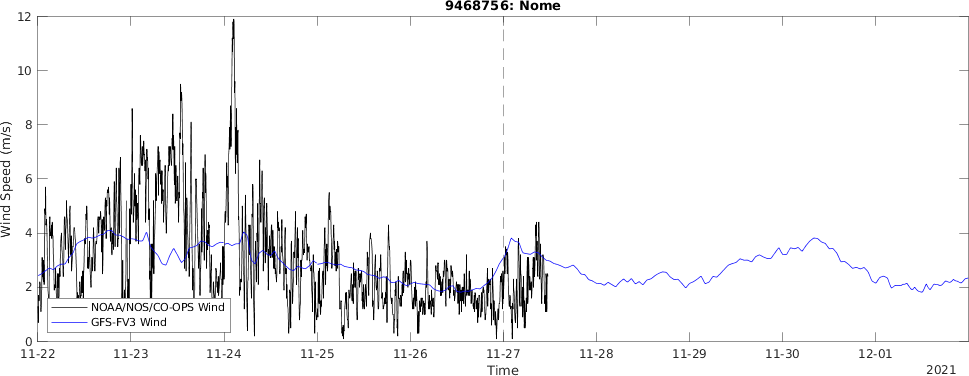 9468756: Nome
12
10
8
6
4
2
0
Wind Speed (m/s)
NOAA/NOS/CO-OPS Wind
GFS-FV3 Wind
11-22 11-23 11-24 11-25 11-26 11-27 11-28 11-29 11-30 12-01
Time
2021